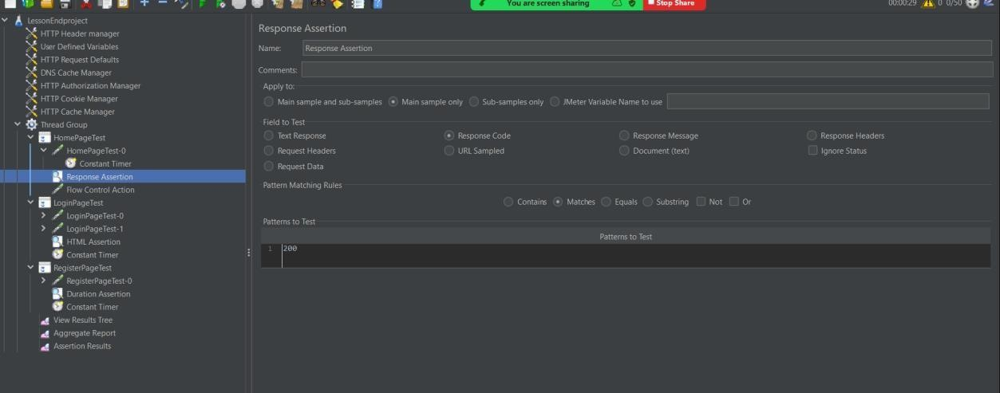 You are screen sharing Stop Share 00:00:29 0 0/50
LessonEndproject
HTTP Header manager
User Defined Variables
HTTP Request Defaults
DNS Cache Manager
HTTP Authorization Manager
HTTP Cookie Manager
HTTP Cache Manager
Thread Group
HomePageTest
HomePageTest-0
Constant Timer
Response Assertion
Flow Control Action
LoginPageTest
LoginPageTest-0
LoginPageTest-1
HTML Assertion
Constant Timer
RegisterPageTest
RegisterPageTest-0
Duration Assertion
Constant Timer
View Results Tree
Aggregate Report
Assertion Results
Response Assertion
Name: Response Assertion
Comments:
Apply to:
Main sample and sub-samples Main sample only Sub-samples only JMeter Variable Name to use
Field to Test
Text Response Response Code Response Message Response Headers
Request Headers URL Sampled Document (text) Ignore Status
Request Data
Pattern Matching Rules
Contains Matches Equals Substring Not Or
Patterns to Test
Patterns to Test
1 200